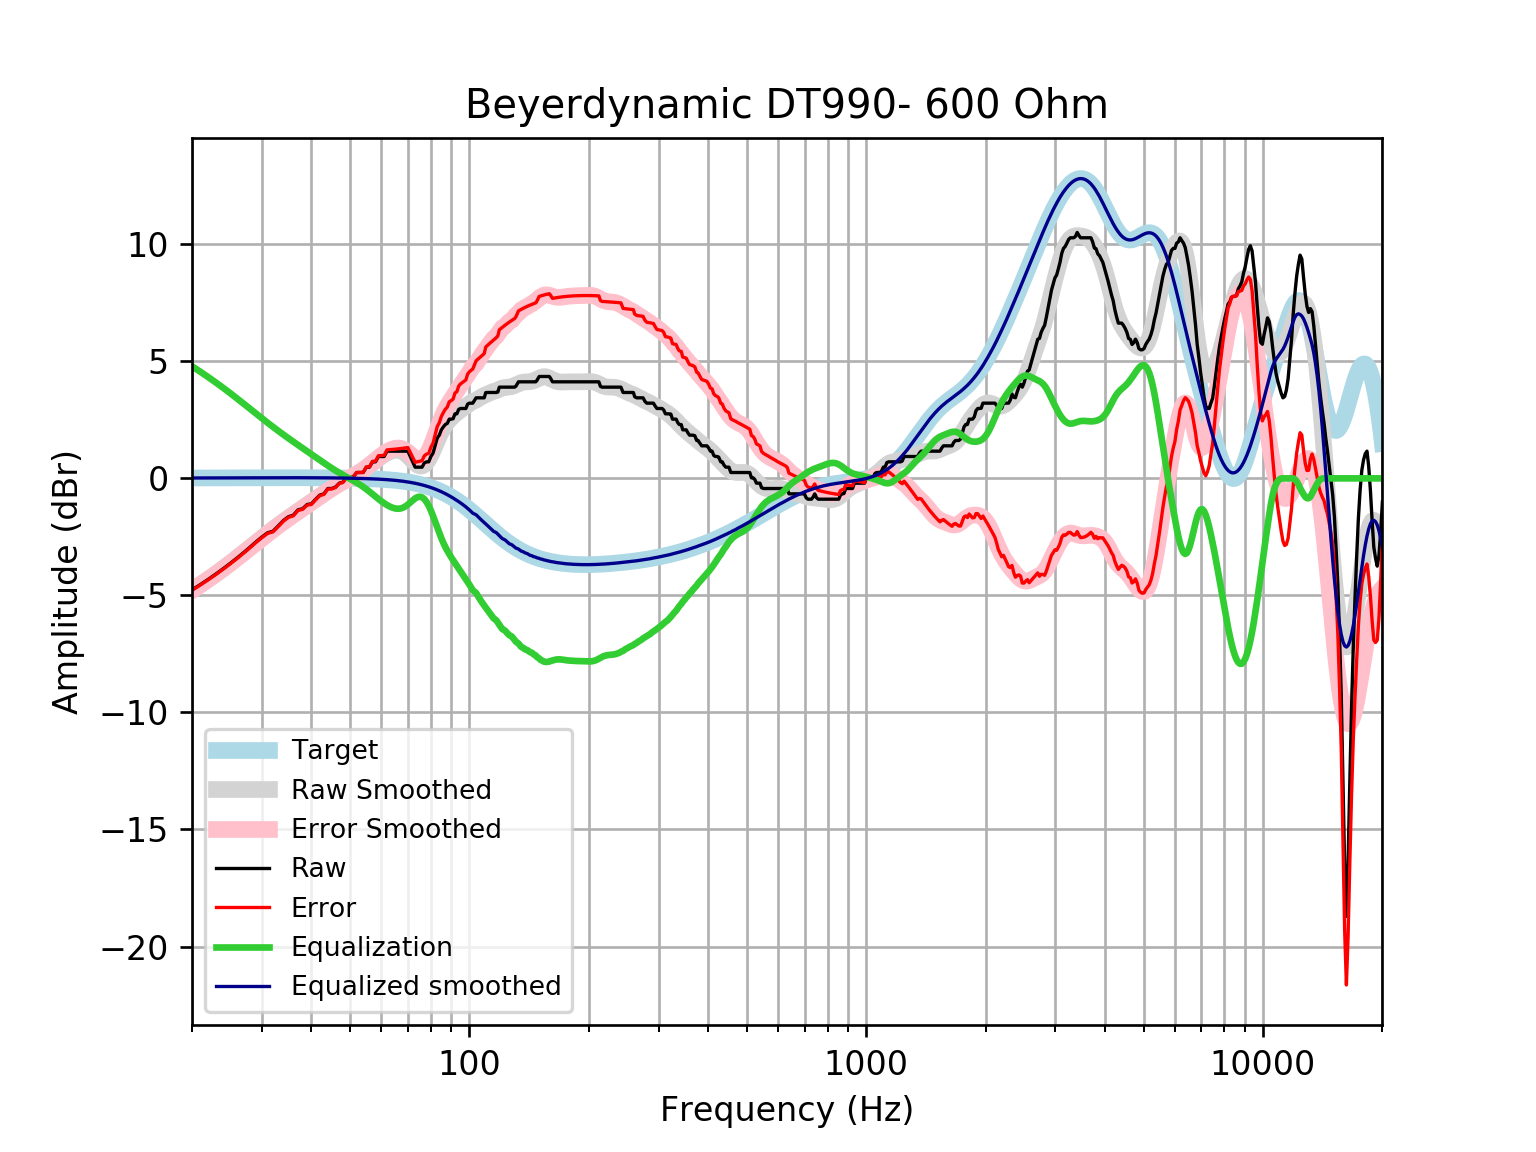 Beyerdynamic DT990- 600 Ohm
Amplitude (dBr)
10
5
0
−5
−10
−15
−20
Target
Raw Smoothed
Error Smoothed
Raw
Error
Equalization
Equalized smoothed
100
1000
10000
Frequency (Hz)